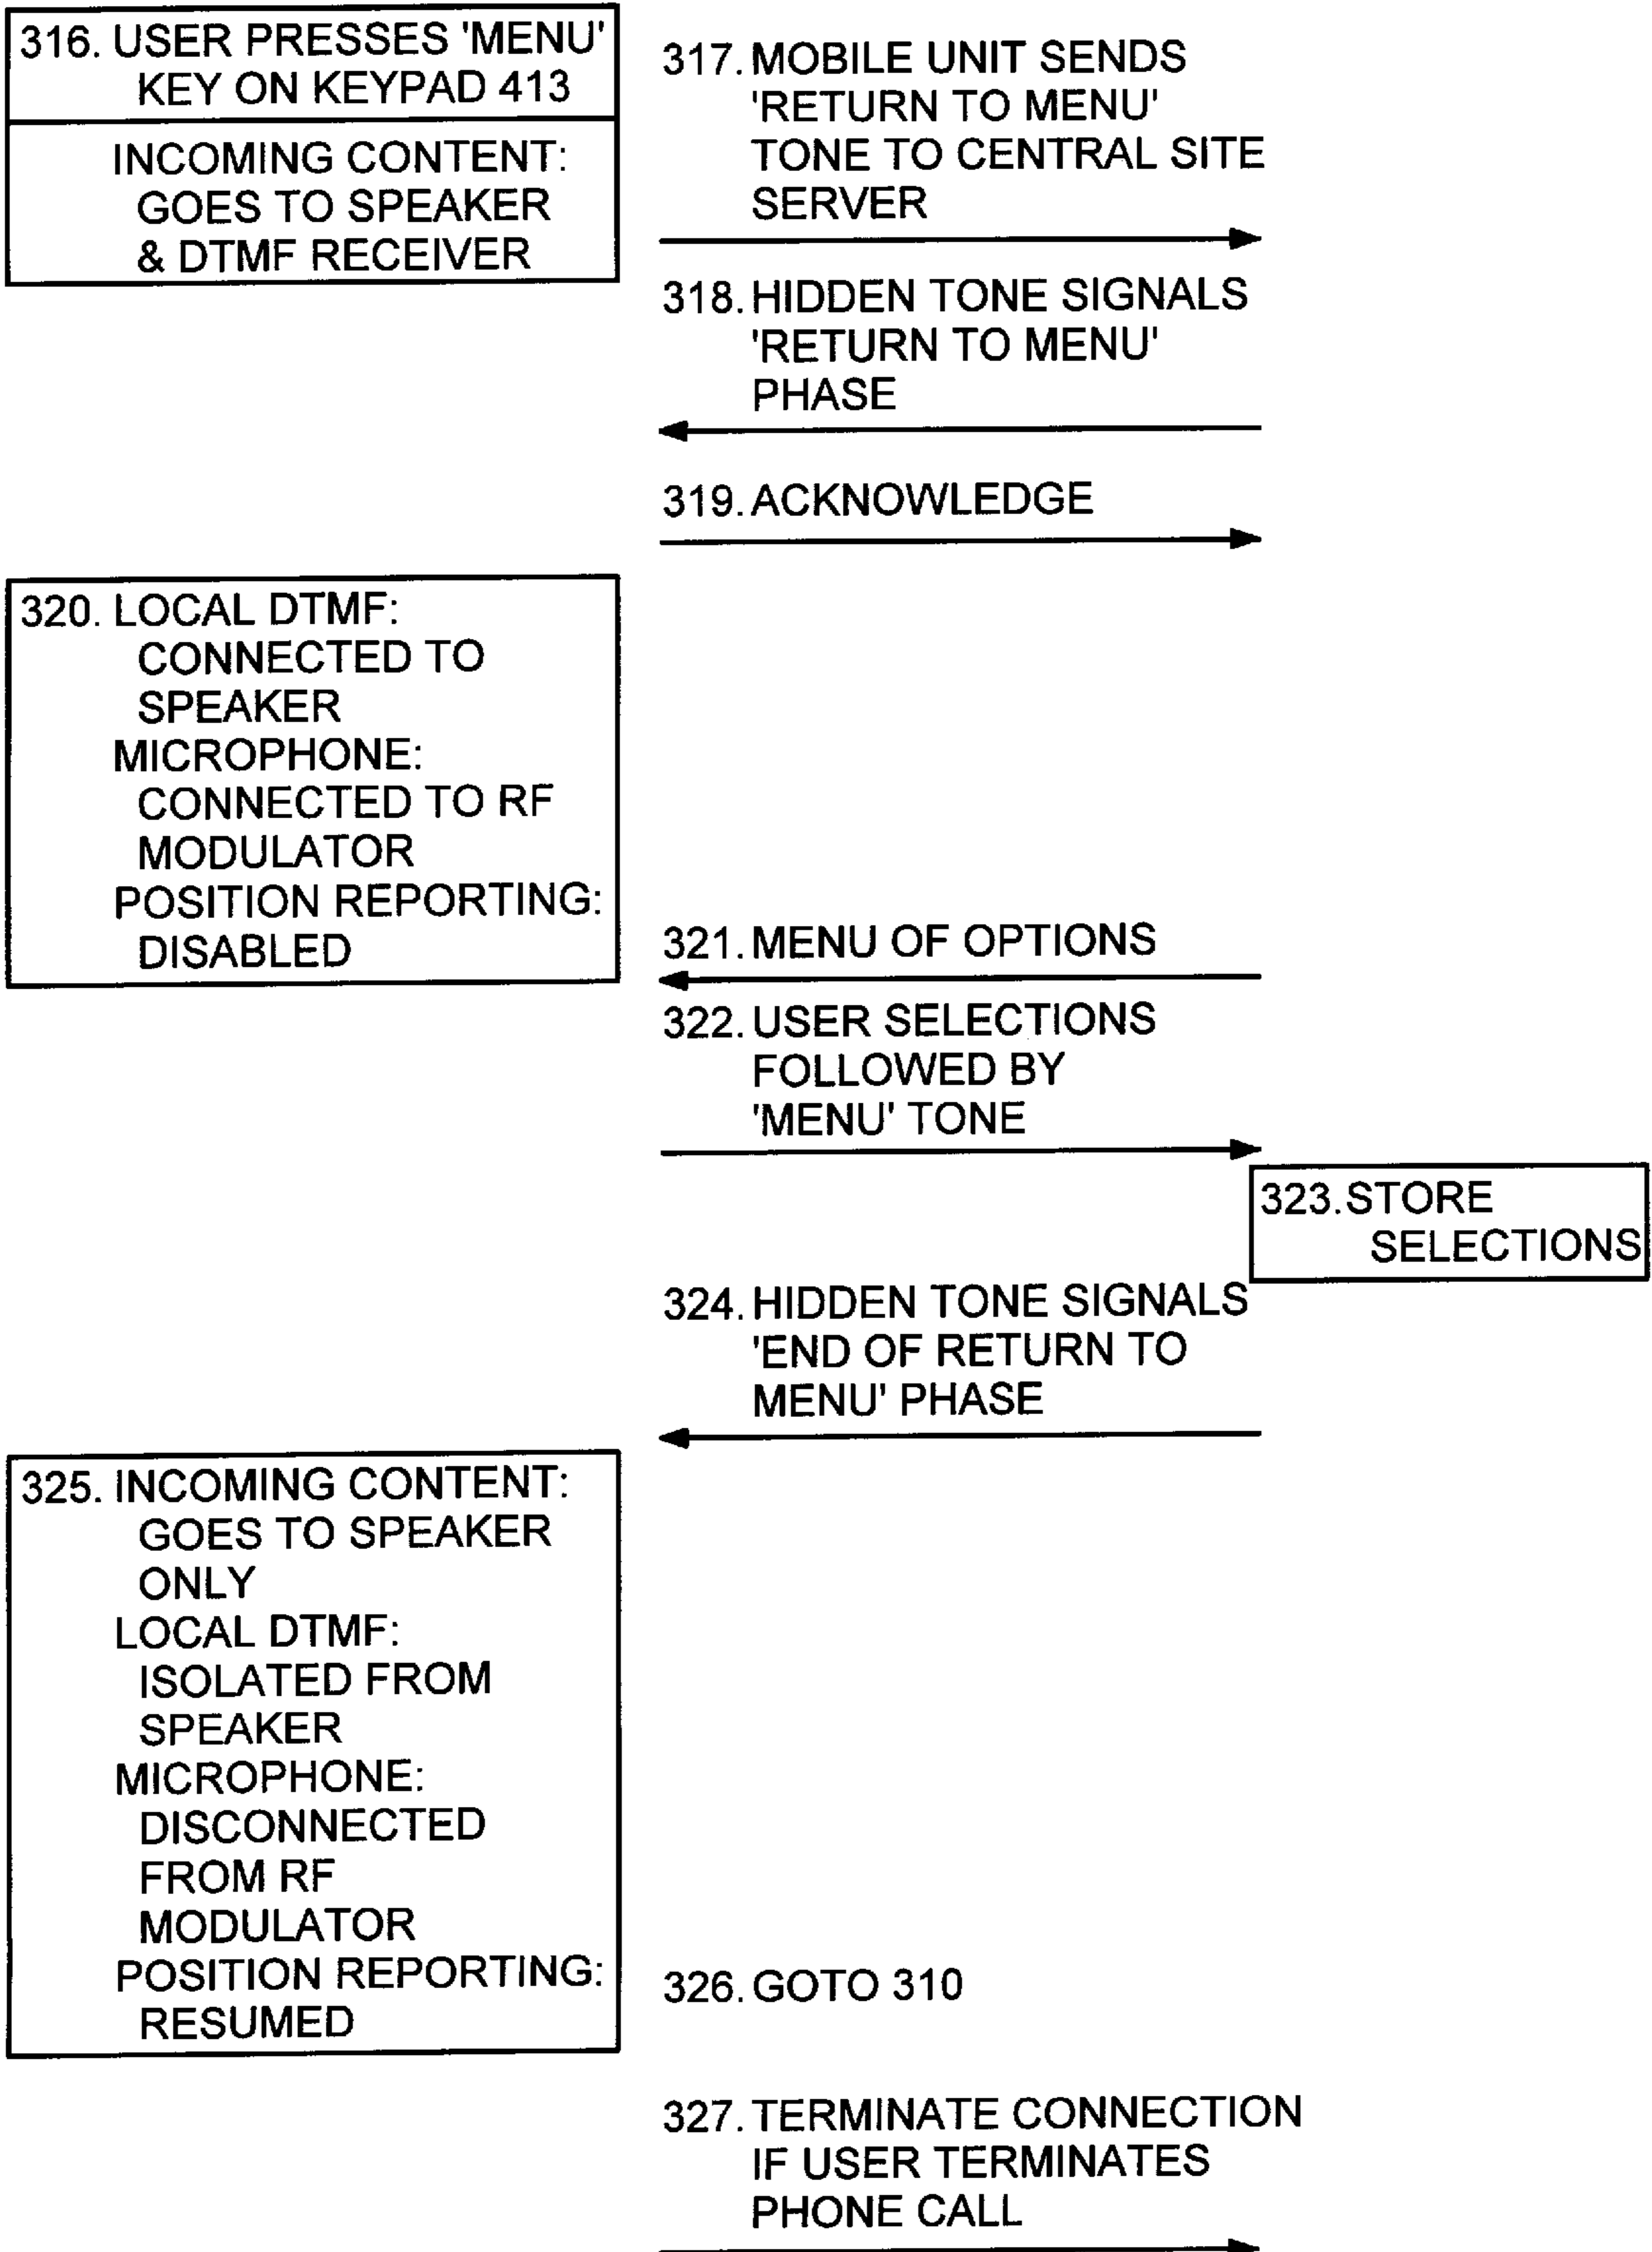 316. USER PRESSES 'MENU'
KEY ON KEYPAD 413
INCOMING CONTENT:
GOES TO SPEAKER
& DTMF RECEIVER
317. MOBILE UNIT SENDS
'RETURN TO MENU'
TONE TO CENTRAL SITE
SERVER
318. HIDDEN TONE SIGNALS
'RETURN TO MENU'
PHASE
319. ACKNOWLEDGE
320. LOCAL DTMF:
CONNECTED TO
SPEAKER
MICROPHONE:
CONNECTED TO RF
MODULATOR
POSITION REPORTING:
DISABLED
321. MENU OF OPTIONS
322. USER SELECTIONS
FOLLOWED BY
'MENU' TONE
323. STORE
SELECTIONS
324. HIDDEN TONE SIGNALS
'END OF RETURN TO
MENU' PHASE
325. INCOMING CONTENT:
GOES TO SPEAKER
ONLY
LOCAL DTMF:
ISOLATED FROM
SPEAKER
MICROPHONE:
DISCONNECTED
FROM RF
MODULATOR
POSITION REPORTING:
RESUMED
326. GOTO 310
327. TERMINATE CONNECTION
IF USER TERMINATES
PHONE CALL